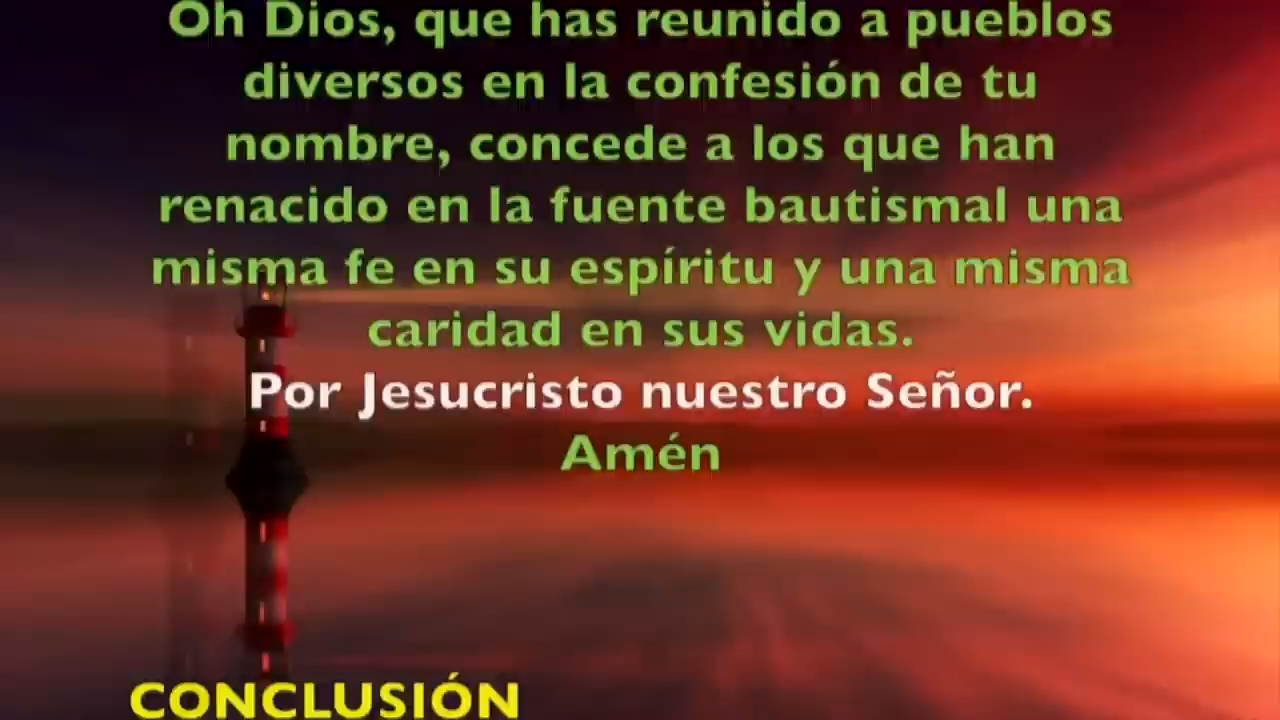 Oh Dios, que has reunido a pueblos
diversos en la confesión de tu
nombre, concede a los que han
renacido en la fuente bautismal una
misma fe en su espíritu y una misma
caridad en sus vidas.
Por Jesucristo nuestro Señor.
Amén
CONCLUSIÓN